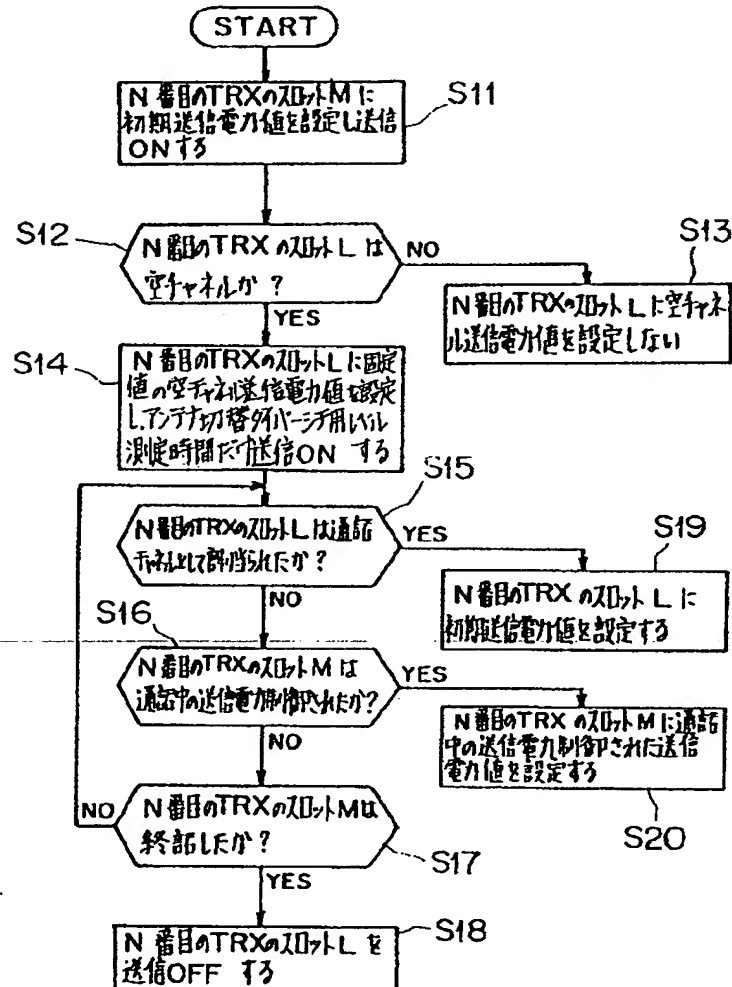 START
N番目のTRXのスロットMに
初期送信電力値を設定し送信
ONする
S11
S12
N番目のTRXのスロットLは
空チャネルか?
NO
S13
N番目のTRXのスロットLに空チャネ
ル送信電力値を設定しない
YES
S14
N番目のTRXのスロットLに固定
値の空チャネル送信電力値を設定
し、アンテナ切替ダイバーシチ用レベル
測定時間だけ送信ONする
S15
N番目のTRXのスロットLは通話
チャネルとして割り当られたか?
YES
S19
N番目のTRXのスロットLに
初期送信電力値を設定する
NO
S16
N番目のTRXのスロットMは
通話中の送信電力制御されたか?
YES
N番目のTRXのスロットMに通話
中の送信電力制御された送信
電力値を設定する
S20
NO
NO
N番目のTRXのスロットMは
終話したか?
S17
YES
N番目のTRXのスロットLを
送信OFFする
S18